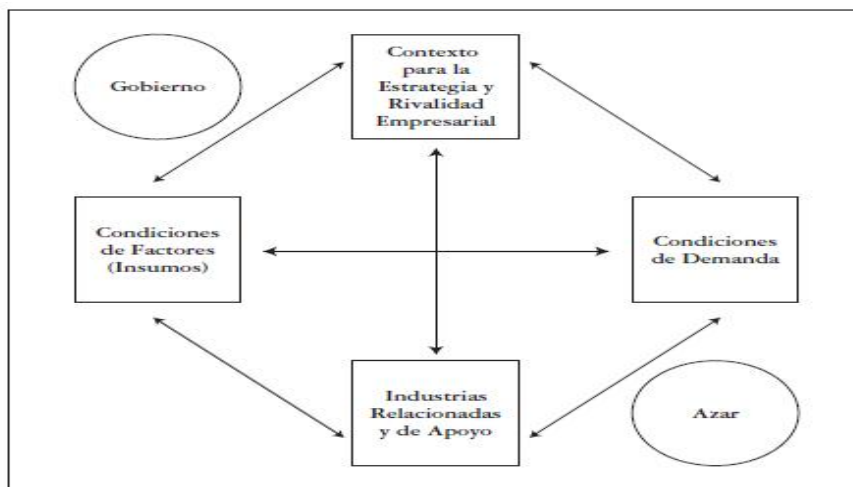 Gobierno
Contexto
para la
Estrategia y
Rivalidad
Empresarial
Condiciones
de Factores
(Insumos)
Condiciones
de Demanda
Industrias
Relacionadas
y de Apoyo
Azar